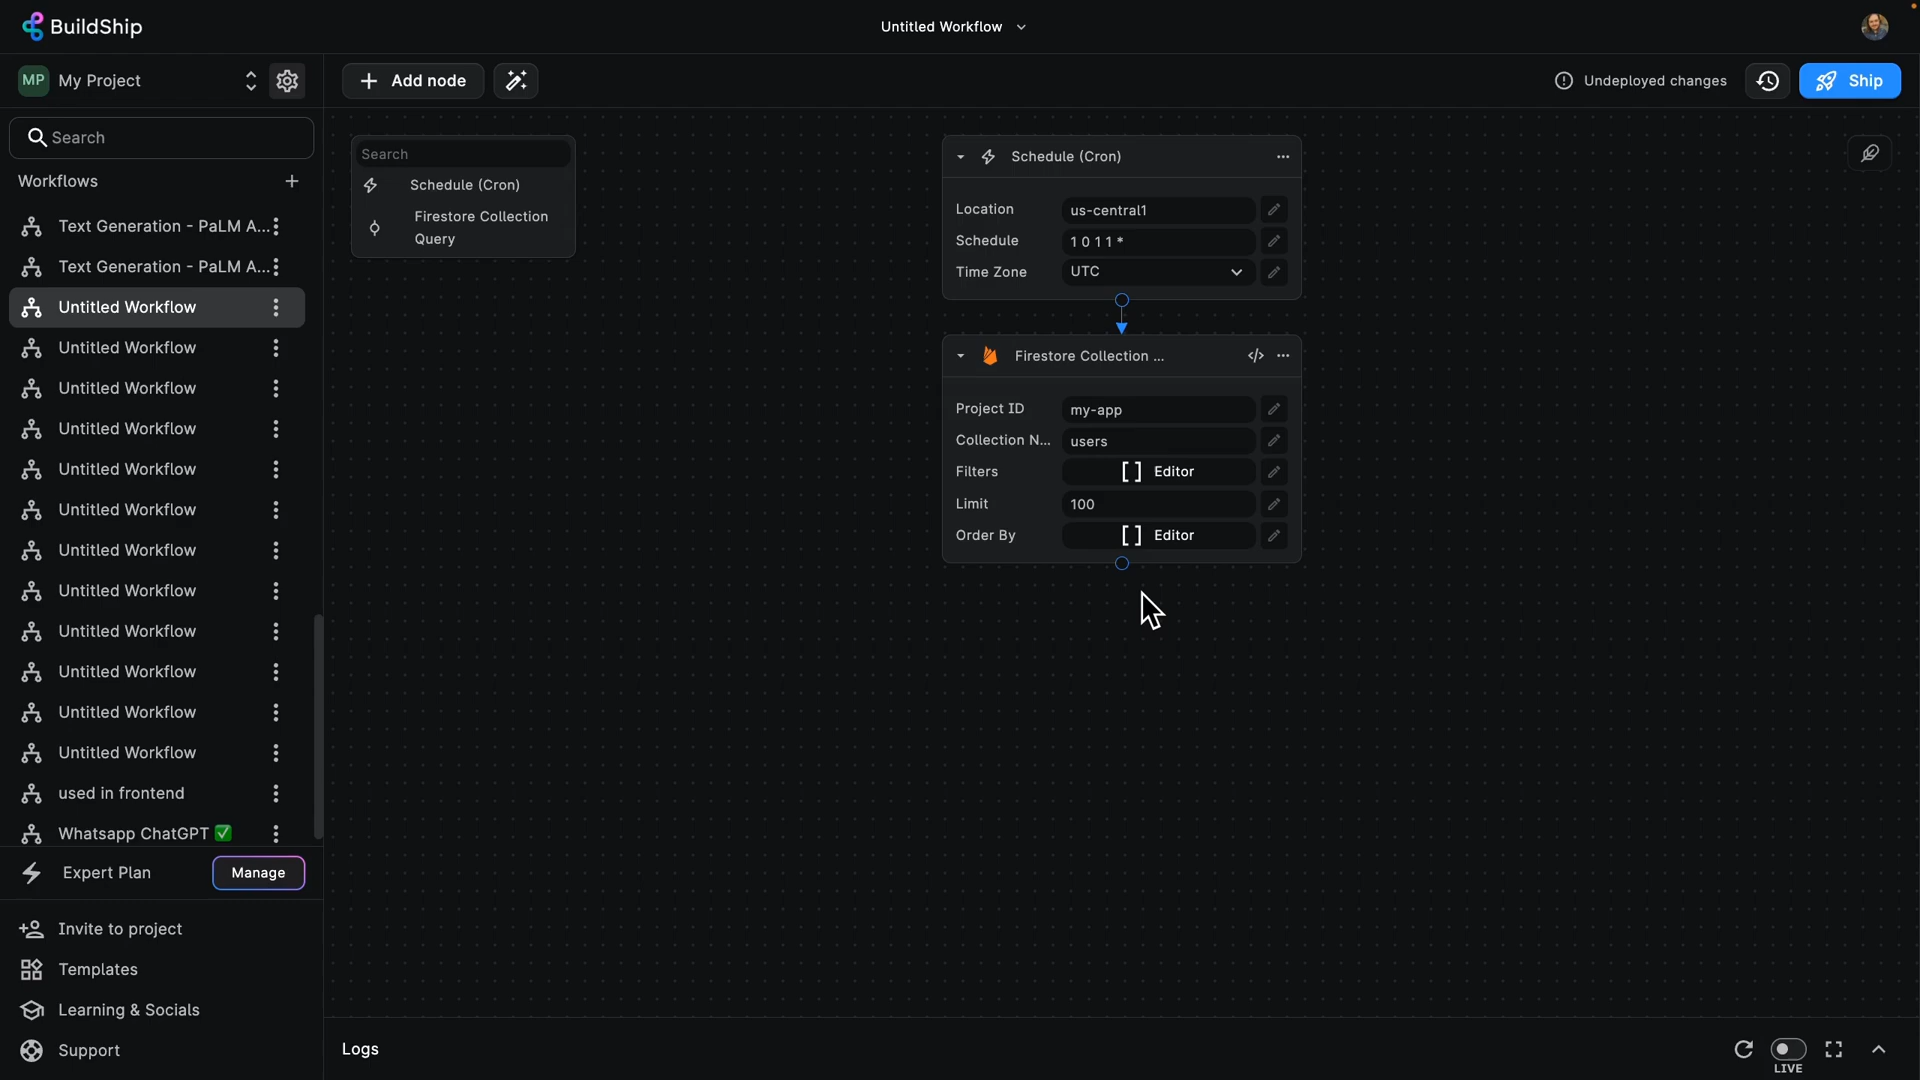 BuildShip
Untitled Workflow
MP My Project
Add node
Undeployed changes
Ship
Search
Workflows
Text Generation - PaLM A...
Text Generation - PaLM A...
Untitled Workflow
Untitled Workflow
Untitled Workflow
Untitled Workflow
Untitled Workflow
Untitled Workflow
Untitled Workflow
Untitled Workflow
Untitled Workflow
Untitled Workflow
Untitled Workflow
Untitled Workflow
used in frontend
Whatsapp ChatGPT ✅
Expert Plan
Manage
Invite to project
Templates
Learning & Socials
Support
Search
Schedule (Cron)
Firestore Collection
Query
Schedule (Cron)
Location us-central1
Schedule 1 0 1 1 *
Time Zone UTC
Firestore Collection ...
Project ID my-app
Collection N... users
Filters [ ] Editor
Limit 100
Order By [ ] Editor
Logs
LIVE